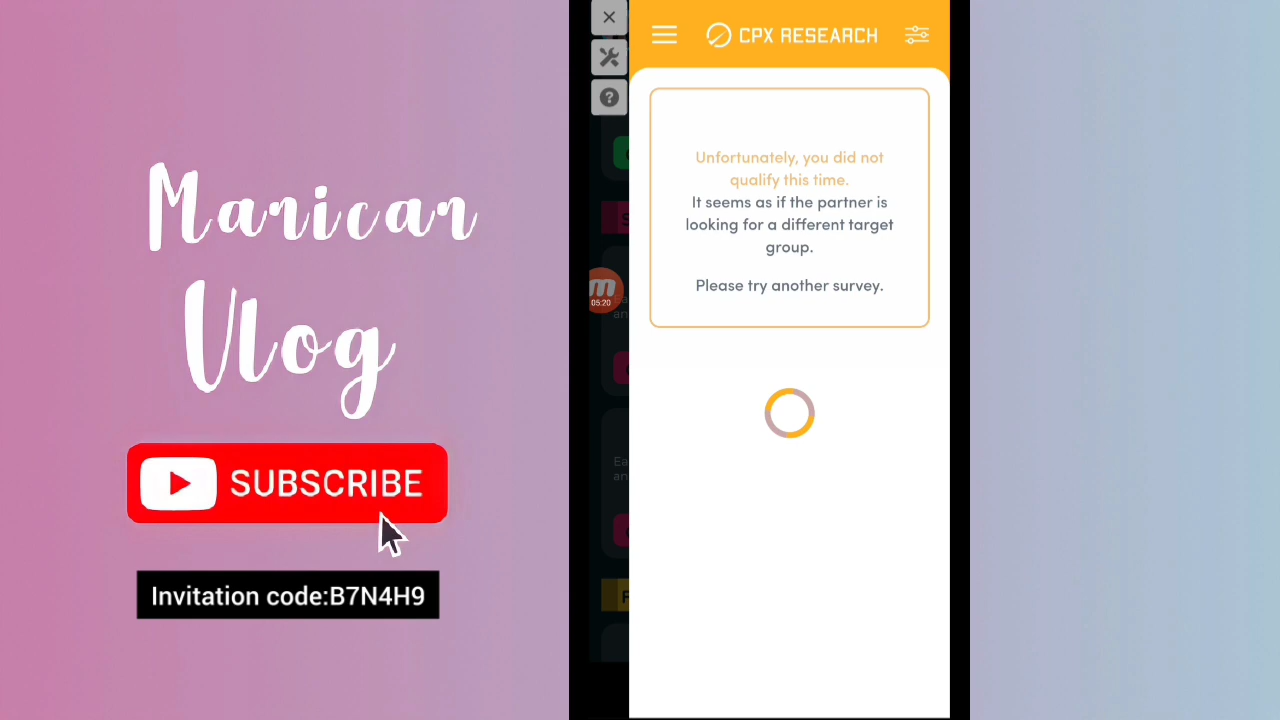 Manican
Vlog
SUBSCRIBE
Invitation code:B7N4H9
CPX RESEARCH
Unfortunately, you did not
qualify this time.
It seems as if the partner is
looking for a different target
group.
Please try another survey.
05:20